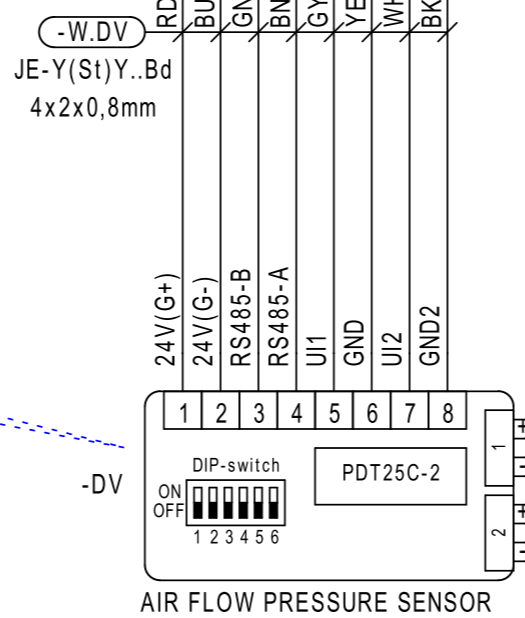 RD BU GN BN GY YE WH BK
-W.DV
JE-Y(St)Y..Bd
4x2x0,8mm
24V(G+) 24V(G-) RS485-B RS485-A UI1 GND UI2 GND2
1 2 3 4 5 6 7 8
+
1
-
DIP-switch
PDT25C-2
-DV
ON
OFF
+
2
-
1 2 3 4 5 6
AIR FLOW PRESSURE SENSOR